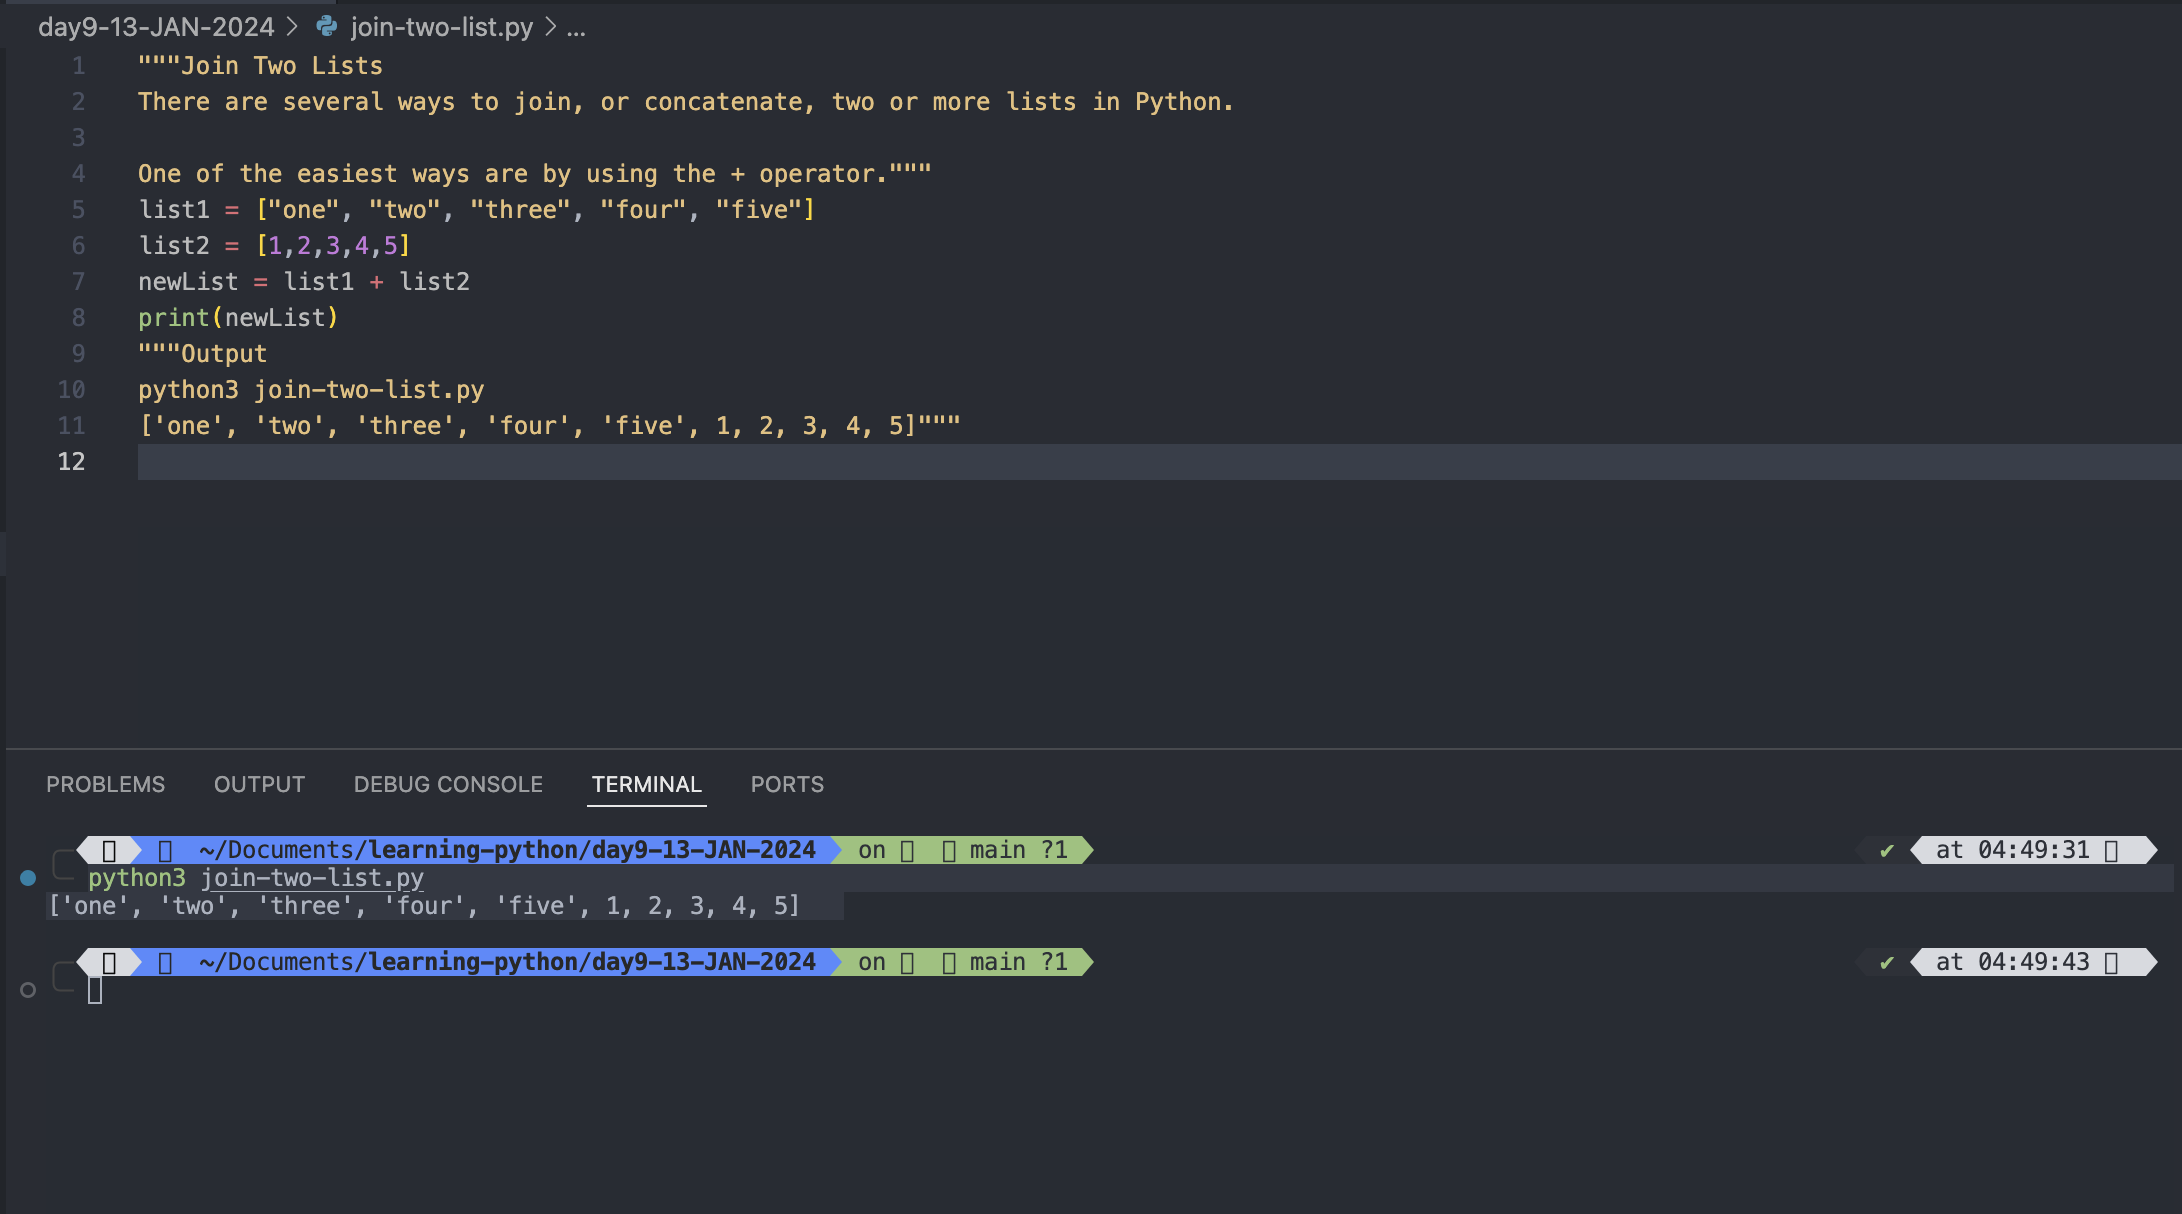 day9-13-JAN-2024 > join-two-list.py > ...
1 """Join Two Lists
2 There are several ways to join, or concatenate, two or more lists in Python.
3
4 One of the easiest ways are by using the + operator."""
5 list1 = ["one", "two", "three", "four", "five"]
6 list2 = [1,2,3,4,5]
7 newList = list1 + list2
8 print(newList)
9 """Output
10 python3 join-two-list.py
11 ['one', 'two', 'three', 'four', 'five', 1, 2, 3, 4, 5]"""
12
PROBLEMS OUTPUT DEBUG CONSOLE TERMINAL PORTS
~/Documents/learning-python/day9-13-JAN-2024 on main ?1 ✔ at 04:49:31
python3 join-two-list.py
['one', 'two', 'three', 'four', 'five', 1, 2, 3, 4, 5]
~/Documents/learning-python/day9-13-JAN-2024 on main ?1 ✔ at 04:49:43